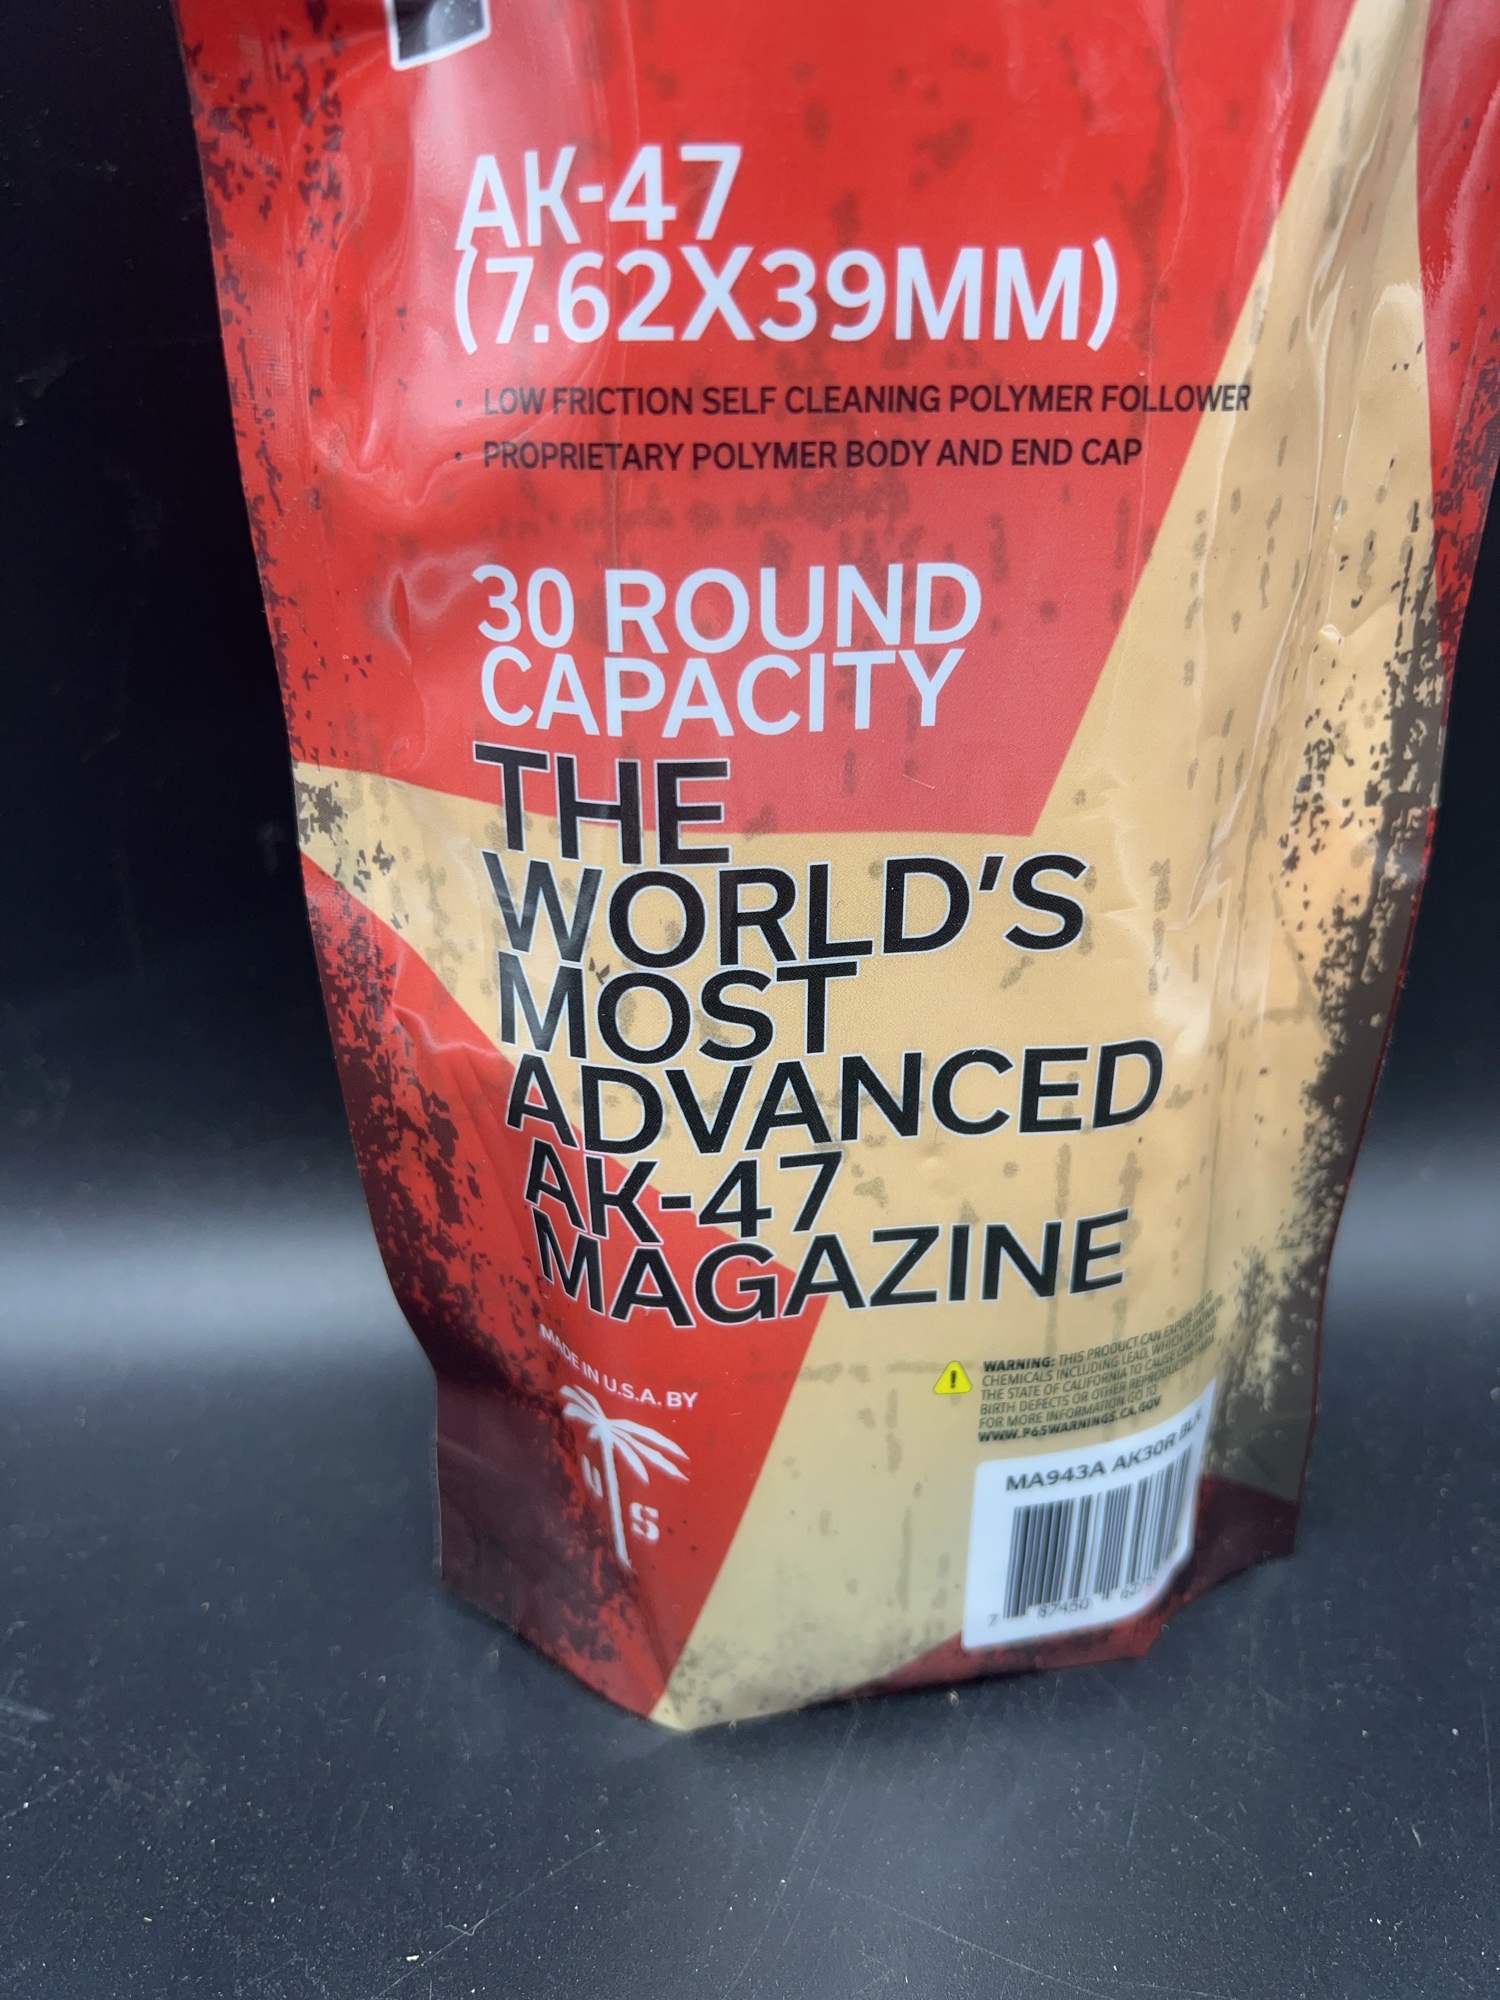 AK-47
(7.62X39MM)
• LOW FRICTION SELF CLEANING POLYMER FOLLOWER
• PROPRIETARY POLYMER BODY AND END CAP
30 ROUND
CAPACITY
THE
WORLD'S
MOST
ADVANCED
AK-47
MAGAZINE
MADE IN U.S.A. BY
U S
WARNING: THIS PRODUCT CAN EXPOSE YOU TO
CHEMICALS INCLUDING LEAD, WHICH IS KNOWN TO
THE STATE OF CALIFORNIA TO CAUSE CANCER AND
BIRTH DEFECTS OR OTHER REPRODUCTIVE HARM.
FOR MORE INFORMATION GO TO
WWW.P65WARNINGS.CA.GOV
MA943A AK30R BLK
7 87450